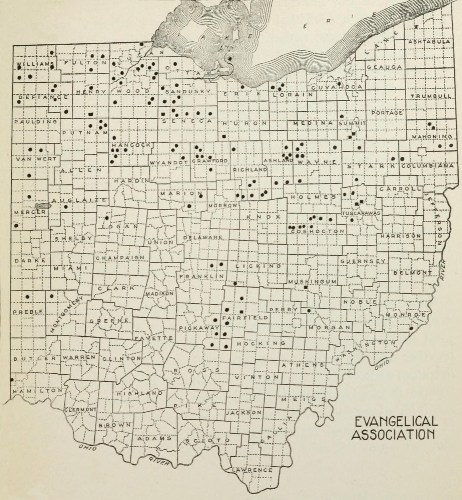 LAKE ERIE
ASHTABULA
LAKE
GEAUGA
WILLIAMS
FULTON
OTTAWA
CUYAHOGA
TRUMBULL
DEFIANCE
HENRY
WOOD
SANDUSKY
ERIE
LORAIN
PORTAGE
PAULDING
PUTNAM
SENECA
HURON
MEDINA
SUMMIT
MAHONING
VAN WERT
HANCOCK
ALLEN
WYANDOT
CRAWFORD
ASHLAND
WAYNE
STARK
COLUMBIANA
RICHLAND
HARDIN
MARION
CARROLL
MERCER
AUGLAIZE
MORROW
HOLMES
TUSCARAWAS
JEFFERSON
LOGAN
KNOX
COSHOCTON
HARRISON
SHELBY
UNION
DELAWARE
DARKE
CHAMPAIGN
LICKING
GUERNSEY
BELMONT
RIVER
MIAMI
FRANKLIN
MUSKINGUM
CLARK
MADISON
NOBLE
PREBLE
MONTGOMERY
GREENE
FAIRFIELD
PERRY
MORGAN
MONROE
FAYETTE
PICKAWAY
WASHINGTON
BUTLER
WARREN
CLINTON
HOCKING
OHIO
ROSS
ATHENS
VINTON
HAMILTON
HIGHLAND
MEIGS
CLERMONT
PIKE
JACKSON
BROWN
ADAMS
SCIOTO
GALLIA
OHIO RIVER
LAWRENCE
EVANGELICAL
ASSOCIATION